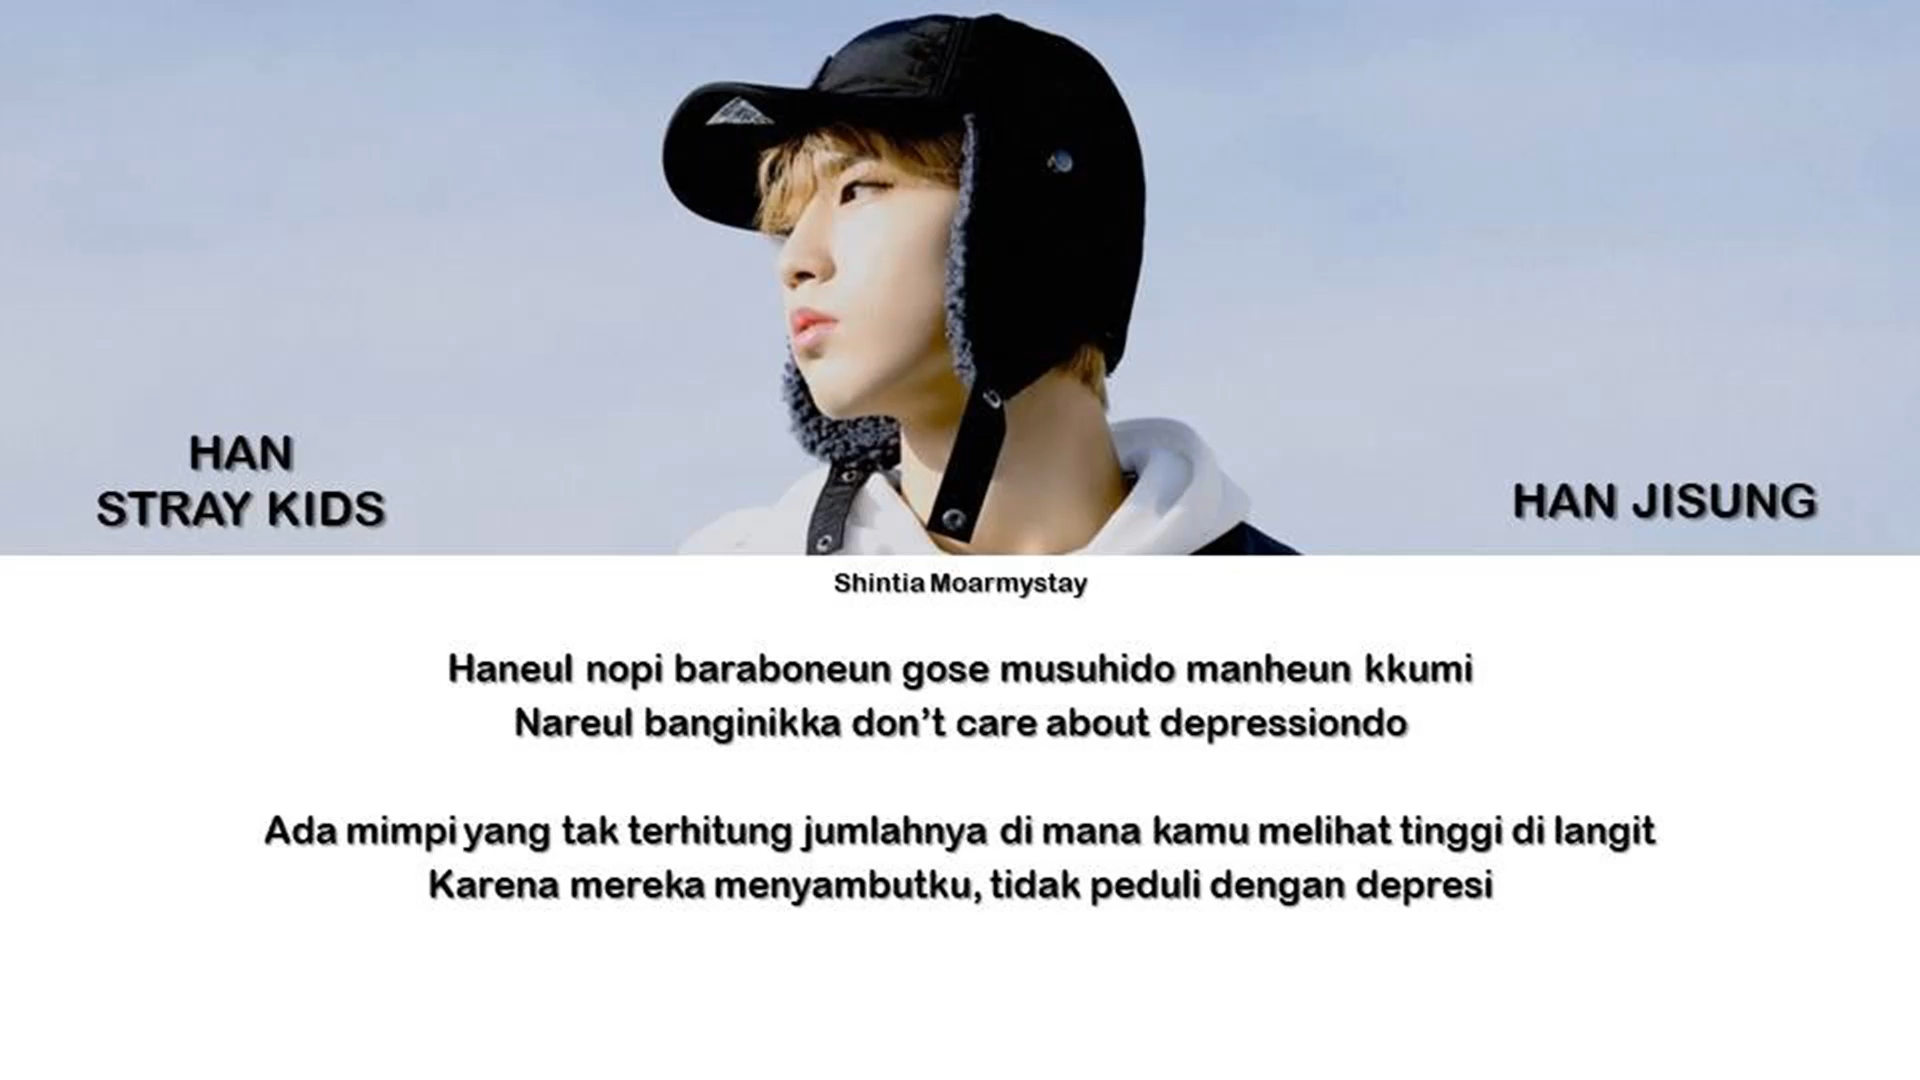 HAN
STRAY KIDS
HAN JISUNG
Shintia Moarmystay
Haneul nopi baraboneun gose musuhido manheun kkumi
Nareul banginikka don’t care about depressiondo
Ada mimpi yang tak terhitung jumlahnya di mana kamu melihat tinggi di langit
Karena mereka menyambutku, tidak peduli dengan depresi